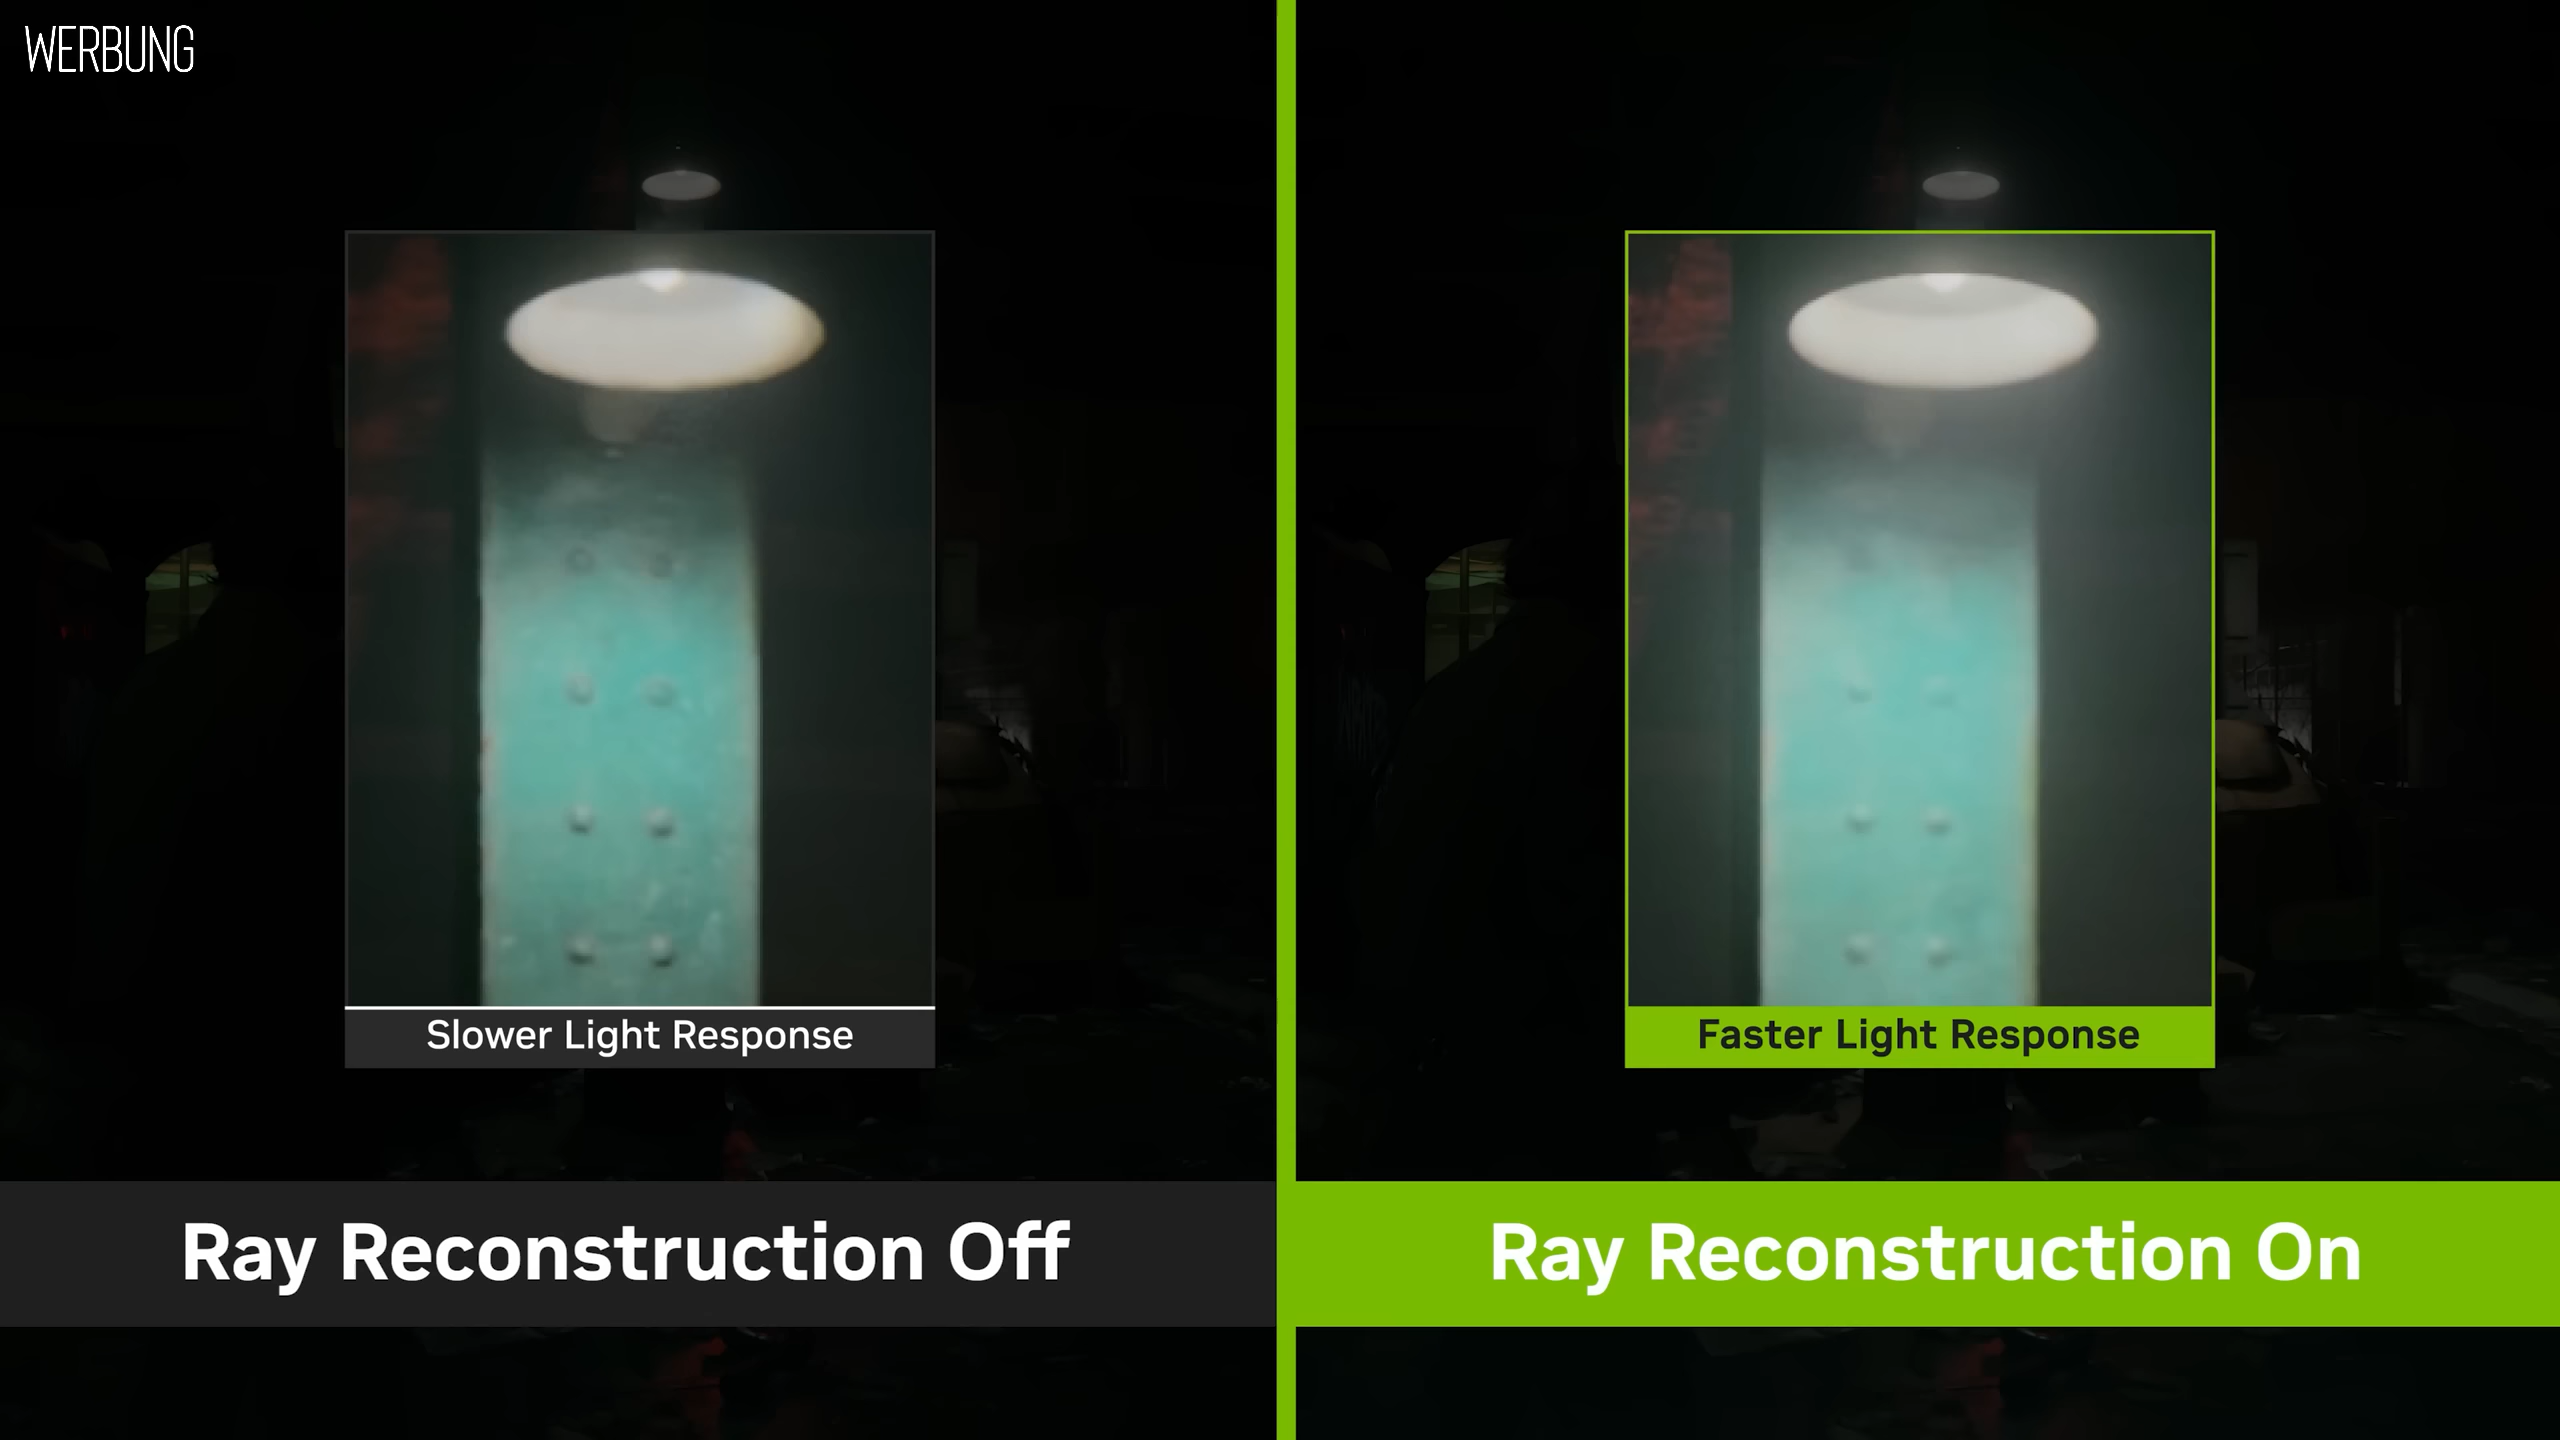 WERBUNG
Slower Light Response
Faster Light Response
Ray Reconstruction Off
Ray Reconstruction On